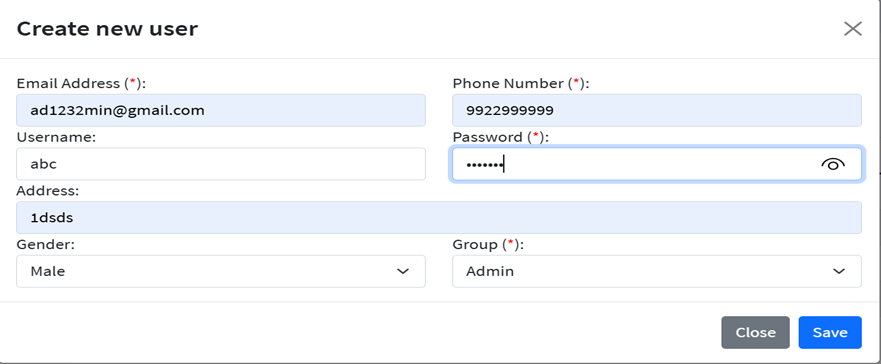 Create new user
Email Address (*): Phone Number (*):
ad1232min@gmail.com 9922999999
Username: Password (*):
abc •••••••
Address:
1dsds
Gender: Group (*):
Male Admin
Close Save